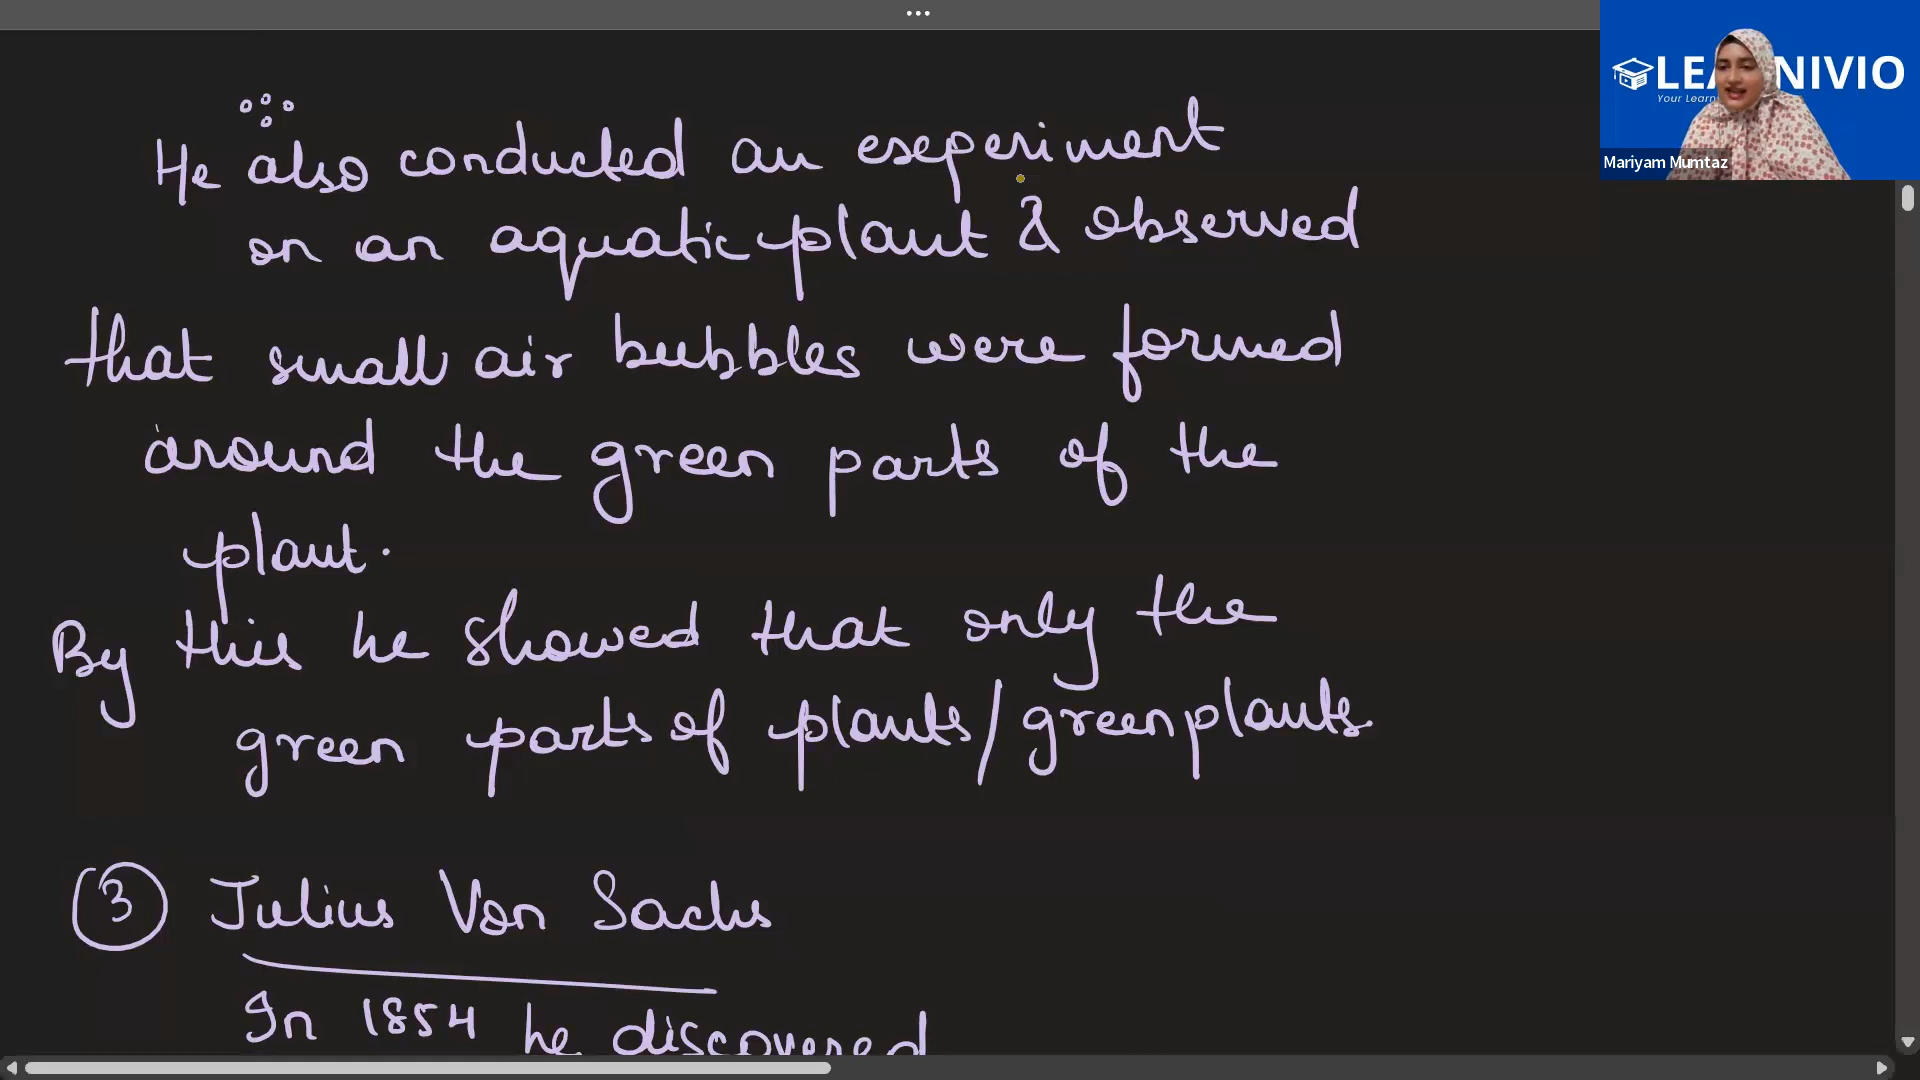 LEA NIVIO
Your Learn
Mariyam Mumtaz
He also conducted an experiment
on an aquatic plant & observed
that small air bubbles were formed
around the green parts of the
plant.
By this he showed that only the
green parts of plants/green plants.
3 Julius Von Sachs
In 1854 he discovered